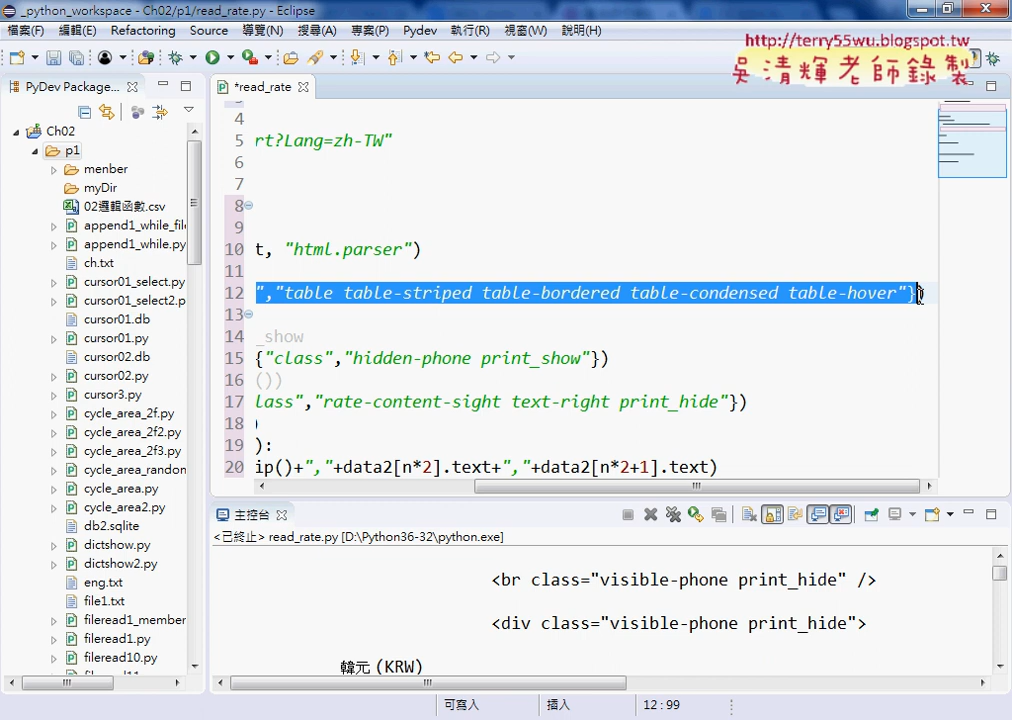 _python_workspace - Ch02/p1/read_rate.py - Eclipse
檔案(F) 編輯(E) Refactoring Source 導覽(N) 搜尋(A) 專案(P) Pydev 執行(R) 視窗(W) 說明(H)
http://terry55wu.blogspot.tw
吳清輝老師錄製
PyDev Package...
*read_rate
Ch02
p1
menber
myDir
02邏輯函數.csv
append1_while_file
append1_while.py
ch.txt
cursor01_select.py
cursor01_select2.p
cursor01.db
cursor01.py
cursor02.db
cursor02.py
cursor3.py
cycle_area_2f.py
cycle_area_2f2.py
cycle_area_2f3.py
cycle_area_random
cycle_area.py
cycle_area2.py
db2.sqlite
dictshow.py
dictshow2.py
eng.txt
file1.txt
fileread1_member
fileread1.py
fileread10.py
4
5 rt?Lang=zh-TW"
6
7
8
9
10 t, "html.parser")
11
12 ","table table-striped table-bordered table-condensed table-hover"})
13
14 _show
15 {"class","hidden-phone print_show"})
16 ())
17 lass","rate-content-sight text-right print_hide"})
18 )
19 ):
20 ip()+","+data2[n*2].text+","+data2[n*2+1].text)
主控台
<已終止> read_rate.py [D:\Python36-32\python.exe]
<br class="visible-phone print_hide" />
<div class="visible-phone print_hide">
韓元 (KRW)
可寫入 插入 12 : 99